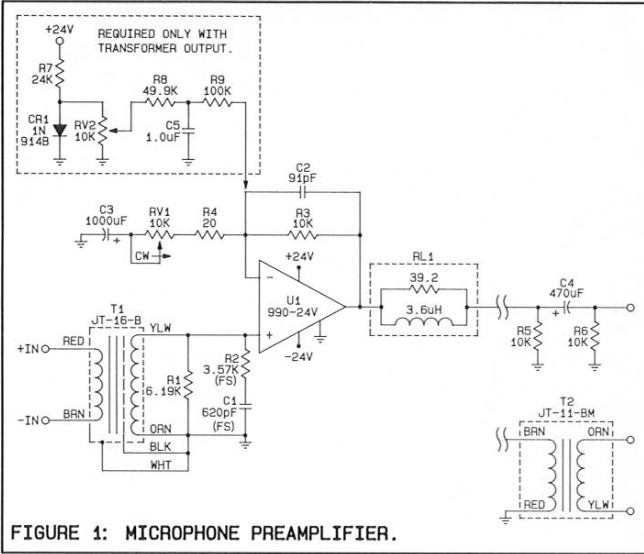 +24V
REQUIRED ONLY WITH
TRANSFORMER OUTPUT.
R7
24K
R8
49.9K
R9
100K
CR1
1N
914B
RV2
10K
C5
1.0uF
C2
91pF
C3
1000uF
+
RV1
10K
R4
20
R3
10K
CW
+24V
RL1
39.2
3.6uH
-
U1
990-24V
+
-24V
C4
470uF
+
R5
10K
R6
10K
T1
JT-16-B
+IN
RED
YLW
R1
6.19K
R2
3.57K
(FS)
C1
620pF
(FS)
-IN
BRN
ORN
BLK
WHT
T2
JT-11-BM
BRN
ORN
RED
YLW
FIGURE 1: MICROPHONE PREAMPLIFIER.